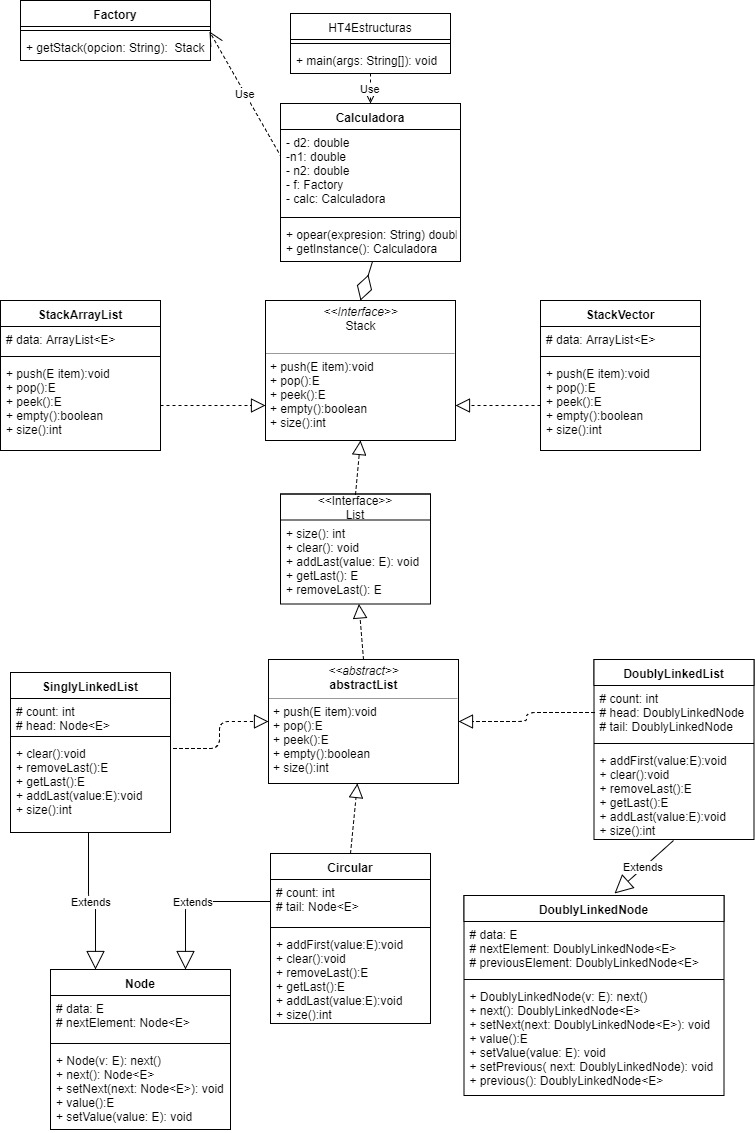 Factory
+ getStack(opcion: String): Stack
HT4Estructuras
+ main(args: String[]): void
Use
Use
Calculadora
- d2: double
-n1: double
- n2: double
- f: Factory
- calc: Calculadora
+ opear(expresion: String) doubl
+ getInstance(): Calculadora
StackArrayList
# data: ArrayList<E>
+ push(E item):void
+ pop():E
+ peek():E
+ empty():boolean
+ size():int
<<Interface>>
Stack
+ push(E item):void
+ pop():E
+ peek():E
+ empty():boolean
+ size():int
StackVector
# data: ArrayList<E>
+ push(E item):void
+ pop():E
+ peek():E
+ empty():boolean
+ size():int
<<Interface>>
List
+ size(): int
+ clear(): void
+ addLast(value: E): void
+ getLast(): E
+ removeLast(): E
SinglyLinkedList
# count: int
# head: Node<E>
+ clear():void
+ removeLast():E
+ getLast():E
+ addLast(value:E):void
+ size():int
<<abstract>>
abstractList
+ push(E item):void
+ pop():E
+ peek():E
+ empty():boolean
+ size():int
DoublyLinkedList
# count: int
# head: DoublyLinkedNode
# tail: DoublyLinkedNode
+ addFirst(value:E):void
+ clear():void
+ removeLast():E
+ getLast():E
+ addLast(value:E):void
+ size():int
Extends
Extends
Extends
Circular
# count: int
# tail: Node<E>
+ addFirst(value:E):void
+ clear():void
+ removeLast():E
+ getLast():E
+ addLast(value:E):void
+ size():int
Node
# data: E
# nextElement: Node<E>
+ Node(v: E): next()
+ next(): Node<E>
+ setNext(next: Node<E>): void
+ value():E
+ setValue(value: E): void
DoublyLinkedNode
# data: E
# nextElement: DoublyLinkedNode<E>
# previousElement: DoublyLinkedNode<E>
+ DoublyLinkedNode(v: E): next()
+ next(): DoublyLinkedNode<E>
+ setNext(next: DoublyLinkedNode<E>): void
+ value():E
+ setValue(value: E): void
+ setPrevious( next: DoublyLinkedNode): void
+ previous(): DoublyLinkedNode<E>